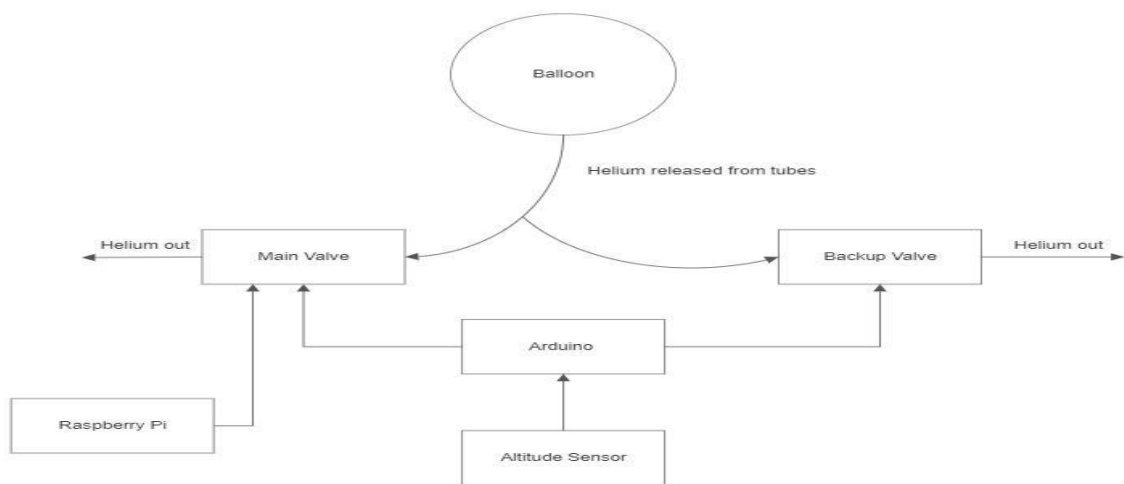 Balloon
Helium released from tubes
Helium out
Main Valve
Backup Valve
Helium out
Arduino
Raspberry Pi
Altitude Sensor